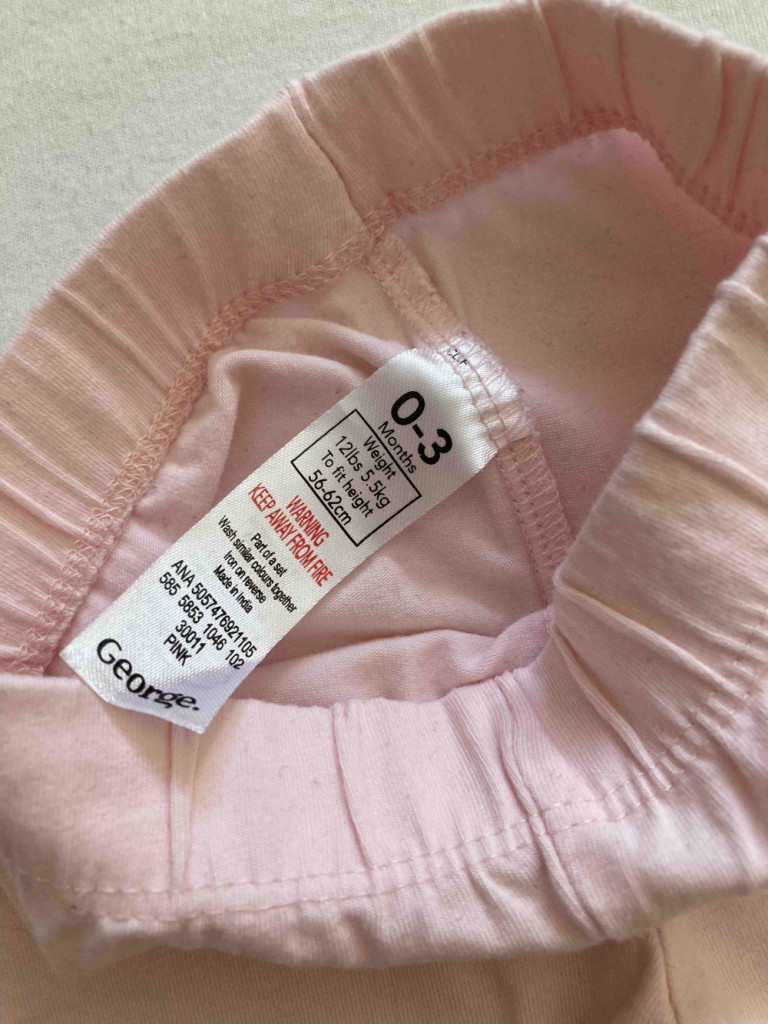 0-3
Months
Weight
12lbs 5.5kg
To fit height
56-62cm
WARNING
KEEP AWAY FROM FIRE
Part of a set
Wash similar colours together
Iron on reverse
Made in India
ANA 5057476921105
585 5853 1046 102
30011
PINK
George.